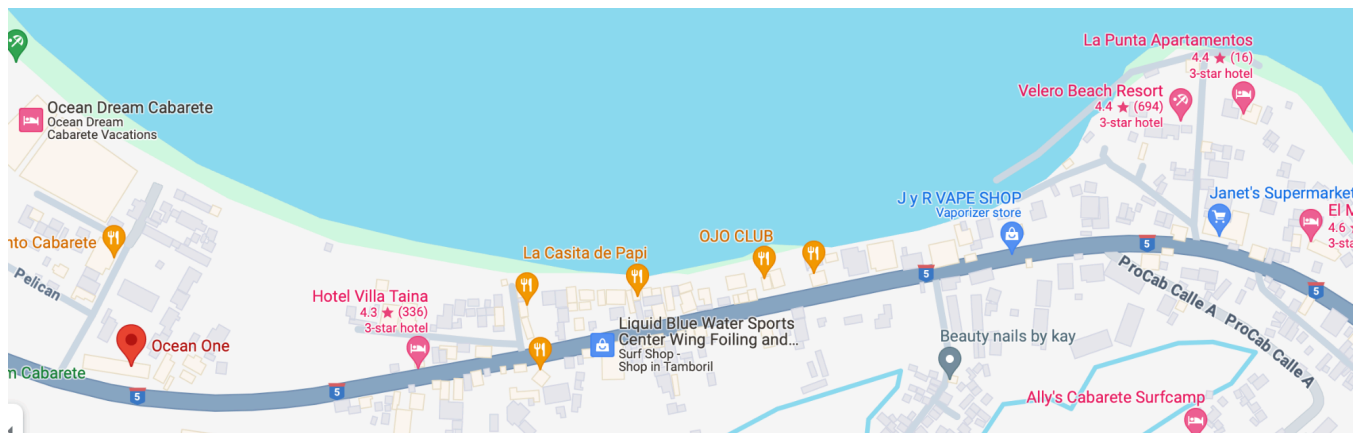 La Punta Apartamentos
4.4 ★ (16)
3-star hotel
Velero Beach Resort
4.4 ★ (694)
3-star hotel
Ocean Dream Cabarete
Ocean Dream
Cabarete Vacations
J y R VAPE SHOP
Vaporizer store
Janet's Supermarket
El M
4.6
3-sta
nto Cabarete
OJO CLUB
La Casita de Papi
5
5
ProCab Calle A
ProCab Calle A
Pelican
Hotel Villa Taina
4.3 ★ (336)
3-star hotel
5
Liquid Blue Water Sports
Center Wing Foiling and...
Surf Shop -
Shop in Tamboril
Beauty nails by kay
Ocean One
m Cabarete
5
5
Ally's Cabarete Surfcamp